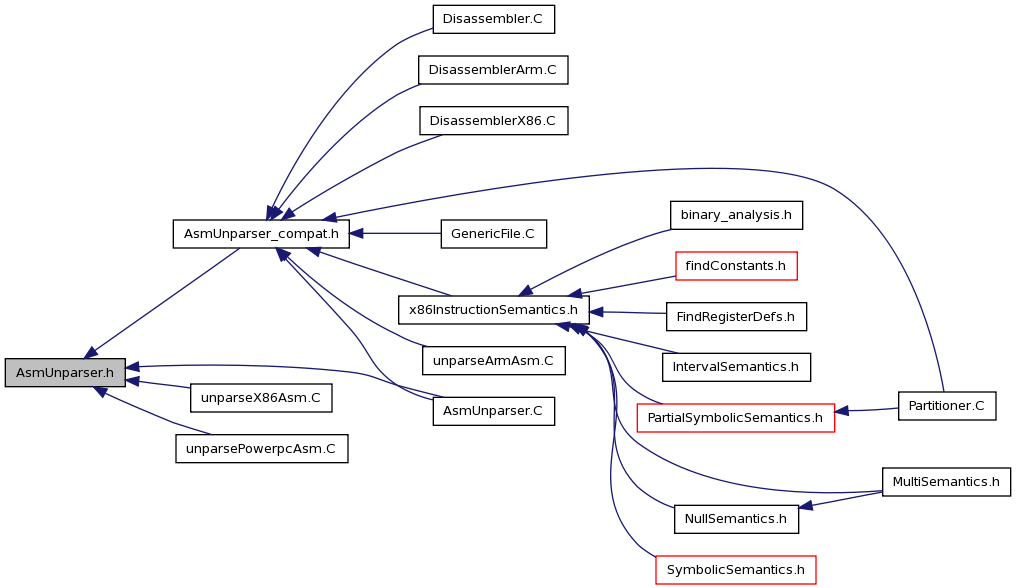 Disassembler.C
DisassemblerArm.C
DisassemblerX86.C
binary_analysis.h
AsmUnparser_compat.h
GenericFile.C
findConstants.h
x86InstructionSemantics.h
FindRegisterDefs.h
unparseArmAsm.C
IntervalSemantics.h
AsmUnparser.h
unparseX86Asm.C
AsmUnparser.C
PartialSymbolicSemantics.h
Partitioner.C
unparsePowerpcAsm.C
MultiSemantics.h
NullSemantics.h
SymbolicSemantics.h